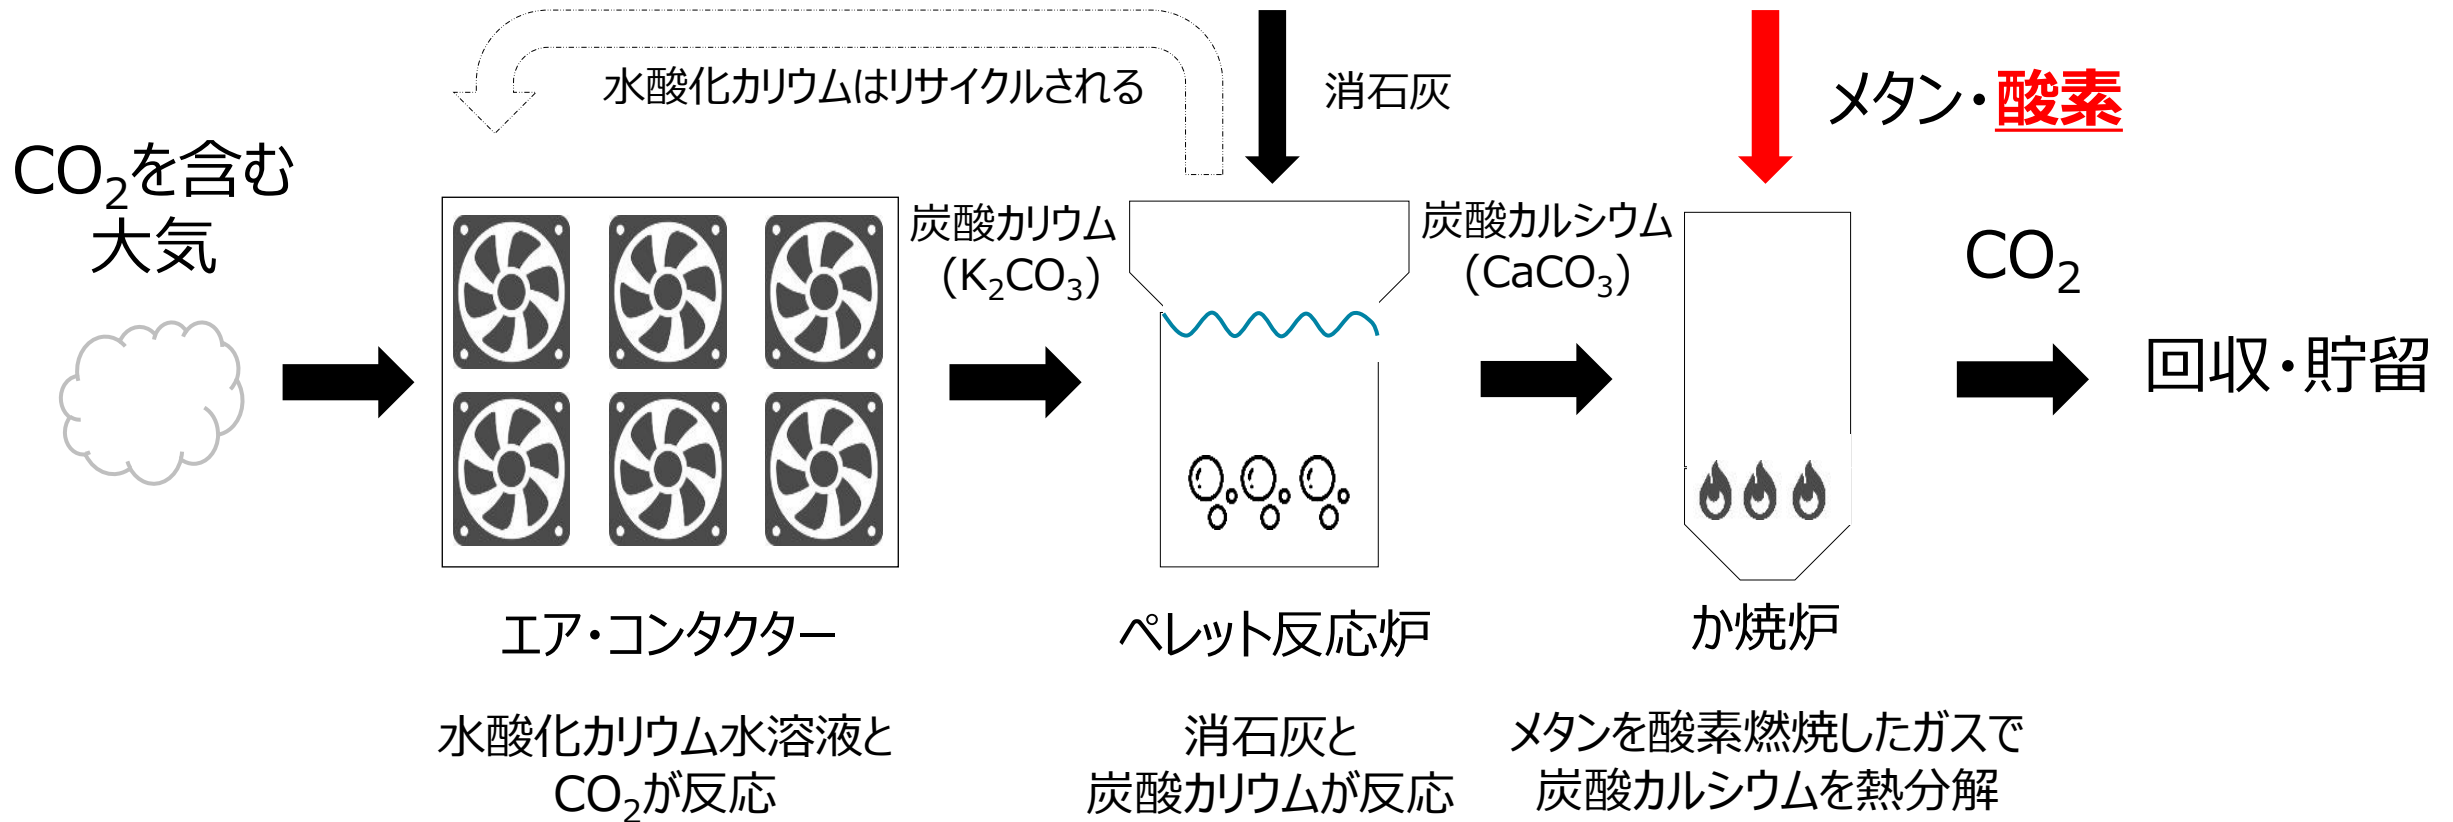 水酸化カリウムはリサイクルされる
消石灰
メタン・酸素
CO₂を含む
大気
炭酸カリウム
(K₂CO₃)
炭酸カルシウム
(CaCO₃)
CO₂
回収・貯留
エア・コンタクター
ペレット反応炉
か焼炉
水酸化カリウム水溶液と
CO₂が反応
消石灰と
炭酸カリウムが反応
メタンを酸素燃焼したガスで
炭酸カルシウムを熱分解